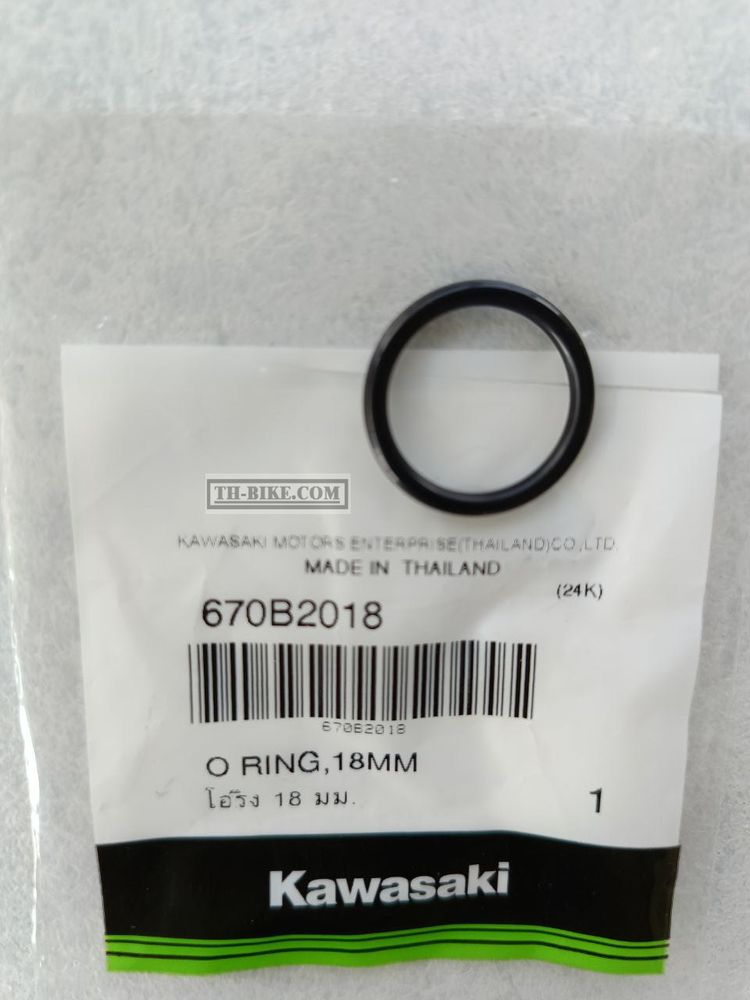 TH-BIKE.COM
KAWASAKI MOTORS ENTERPRISE(THAILAND)CO.,LTD.
MADE IN THAILAND
(24K)
670B2018
670B2018
O RING,18MM
โอริง 18 มม.
1
Kawasaki